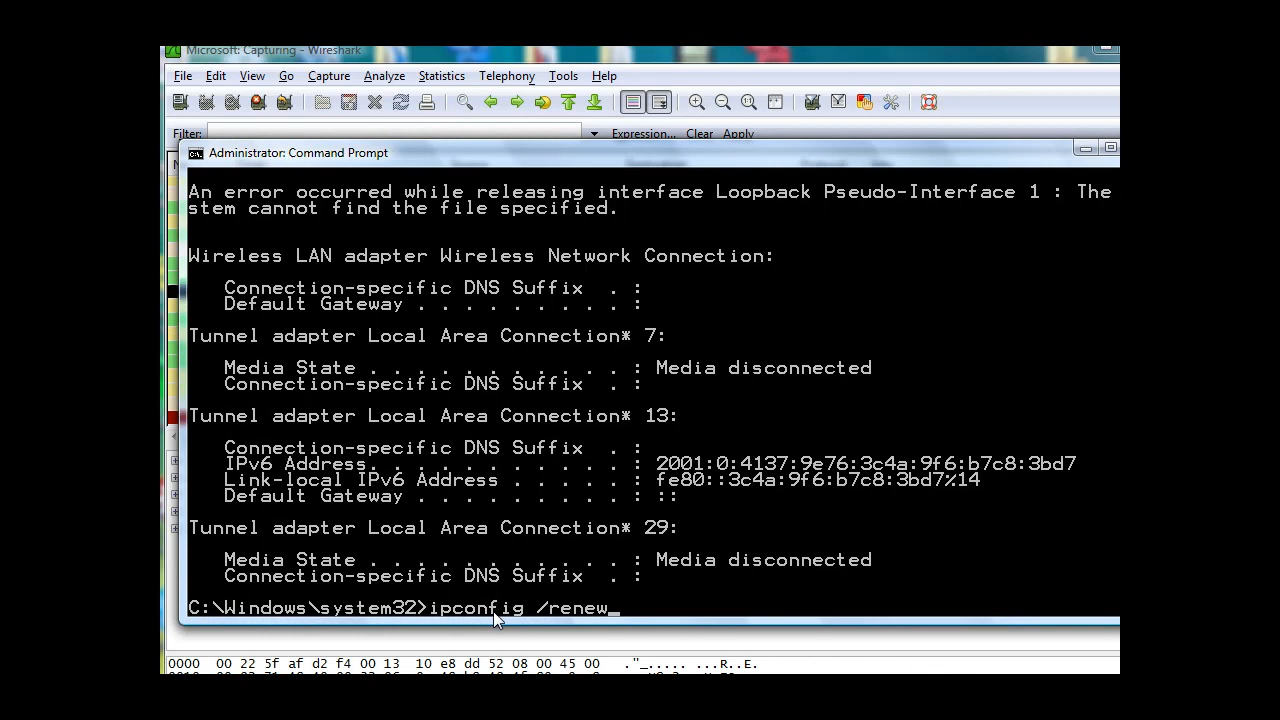 Microsoft: Capturing - Wireshark
File Edit View Go Capture Analyze Statistics Telephony Tools Help
Filter: Expression... Clear Apply
Administrator: Command Prompt
An error occurred while releasing interface Loopback Pseudo-Interface 1 : The
stem cannot find the file specified.
Wireless LAN adapter Wireless Network Connection:
Connection-specific DNS Suffix . :
Default Gateway . . . . . . . . . :
Tunnel adapter Local Area Connection* 7:
Media State . . . . . . . . . . . : Media disconnected
Connection-specific DNS Suffix . :
Tunnel adapter Local Area Connection* 13:
Connection-specific DNS Suffix . :
IPv6 Address. . . . . . . . . . . : 2001:0:4137:9e76:3c4a:9f6:b7c8:3bd7
Link-local IPv6 Address . . . . . : fe80::3c4a:9f6:b7c8:3bd7%14
Default Gateway . . . . . . . . . : ::
Tunnel adapter Local Area Connection* 29:
Media State . . . . . . . . . . . : Media disconnected
Connection-specific DNS Suffix . :
C:\Windows\system32>ipconfig /renew_
0000 00 22 5f af d2 f4 00 13 10 e8 dd 52 08 00 45 00 ."_..... ...R..E.